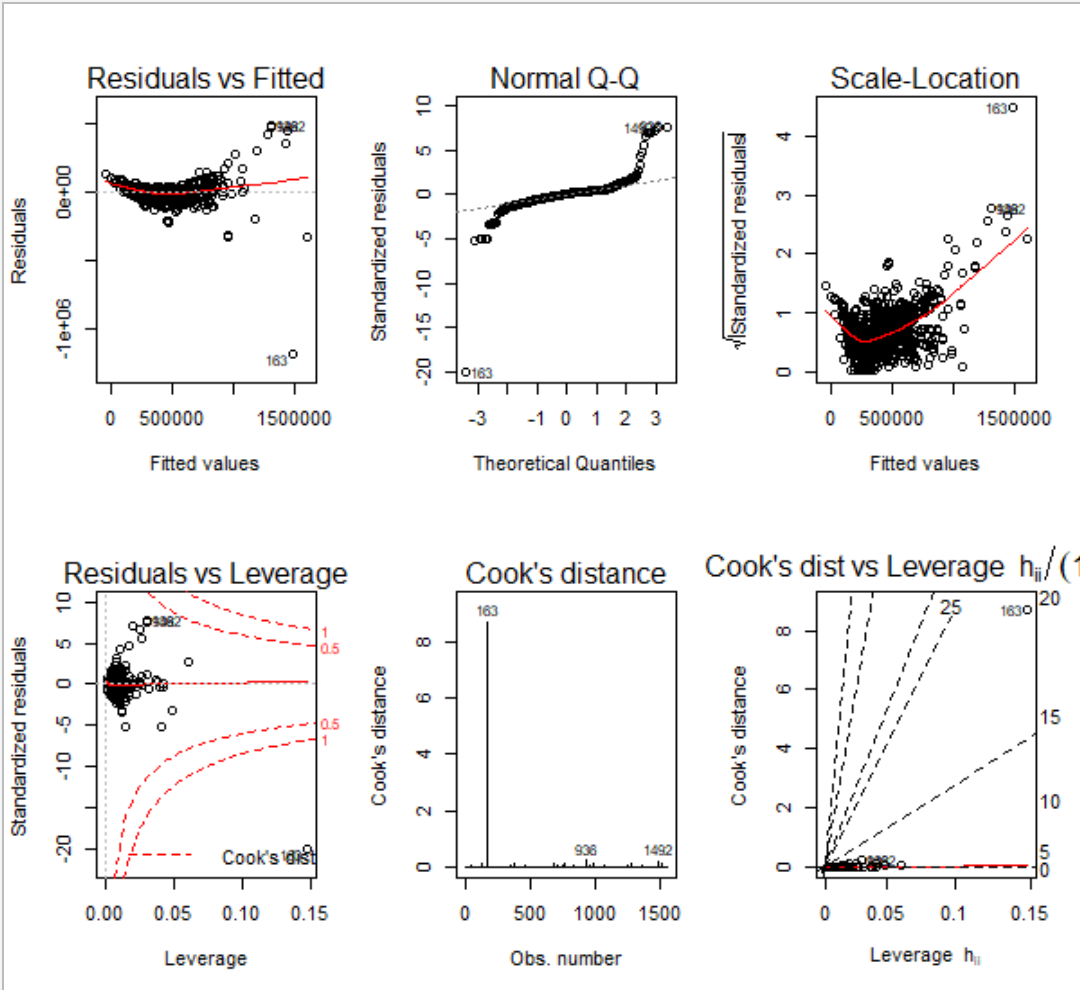 Residuals vs Fitted
Residuals
0e+00
-1e+06
163
0 500000 1500000
Fitted values
Normal Q-Q
Standardized residuals
10
5
0
-5
-10
-15
-20
163
-3 -1 0 1 2 3
Theoretical Quantiles
Scale-Location
√|Standardized residuals|
4
3
2
1
0
163
0 500000 1500000
Fitted values
Residuals vs Leverage
Standardized residuals
10
5
0
-5
-10
-20
1
0.5
0.5
1
Cook's dist
0.00 0.05 0.10 0.15
Leverage
Cook's distance
Cook's distance
8
6
4
2
0
163
936
1492
0 500 1000 1500
Obs. number
Cook's dist vs Leverage hᵢᵢ/(1
Cook's distance
8
6
4
2
0
25
163
20
15
10
5
0
0 0.05 0.1 0.15
Leverage hᵢᵢ